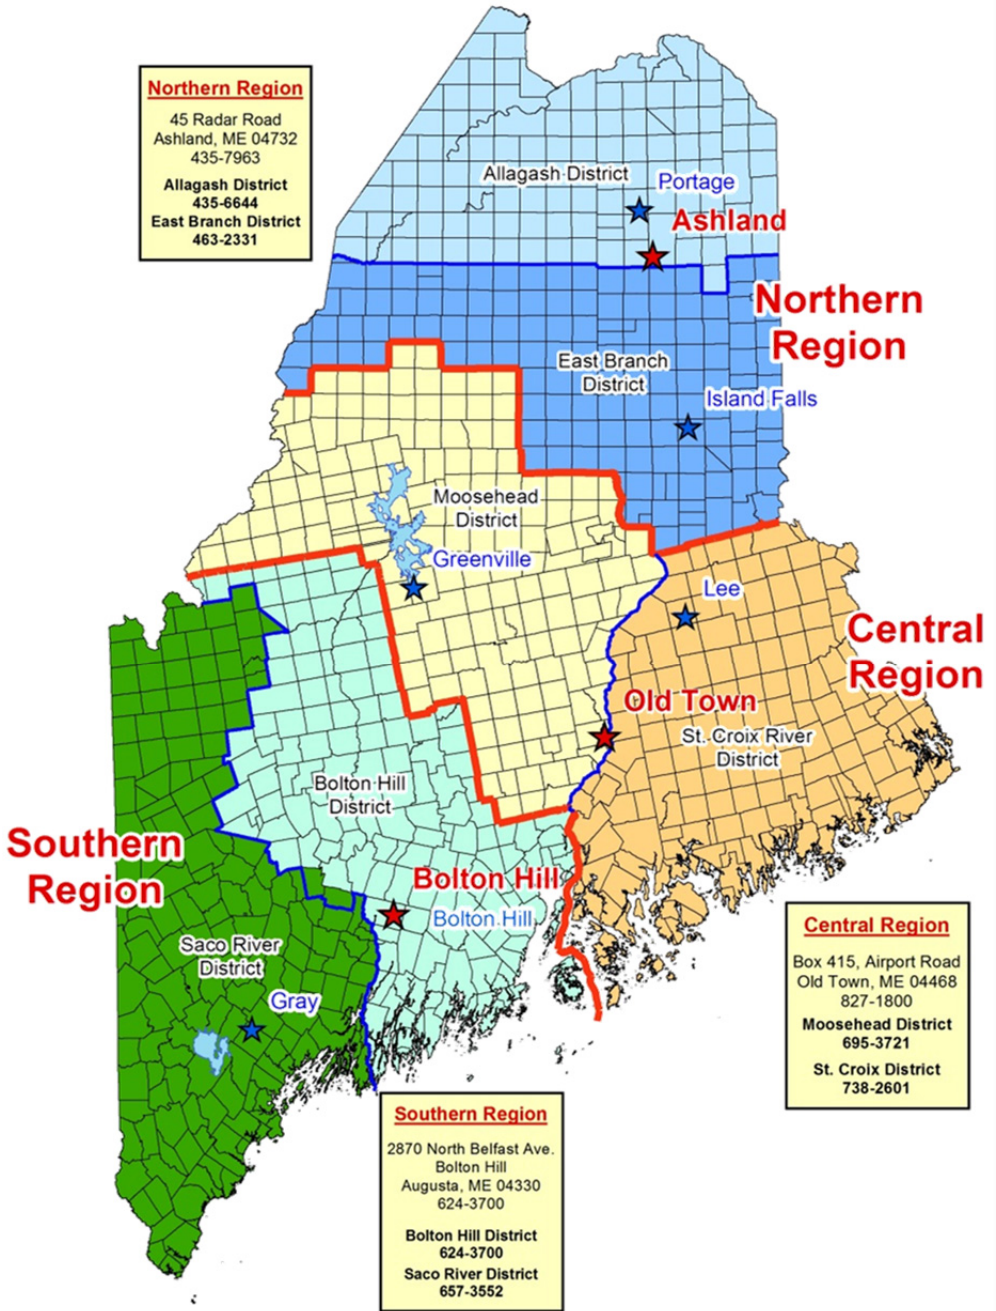 Northern Region
45 Radar Road
Ashland, ME 04732
435-7963
Allagash District
435-6644
East Branch District
463-2331
Allagash District
Portage
Ashland
Northern
Region
East Branch
District
Island Falls
Moosehead
District
Greenville
Lee
Central
Region
Old Town
St. Croix River
District
Bolton Hill
District
Southern
Region
Bolton Hill
Bolton Hill
Saco River
District
Gray
Central Region
Box 415, Airport Road
Old Town, ME 04468
827-1800
Moosehead District
695-3721
St. Croix District
738-2601
Southern Region
2870 North Belfast Ave.
Bolton Hill
Augusta, ME 04330
624-3700
Bolton Hill District
624-3700
Saco River District
657-3552